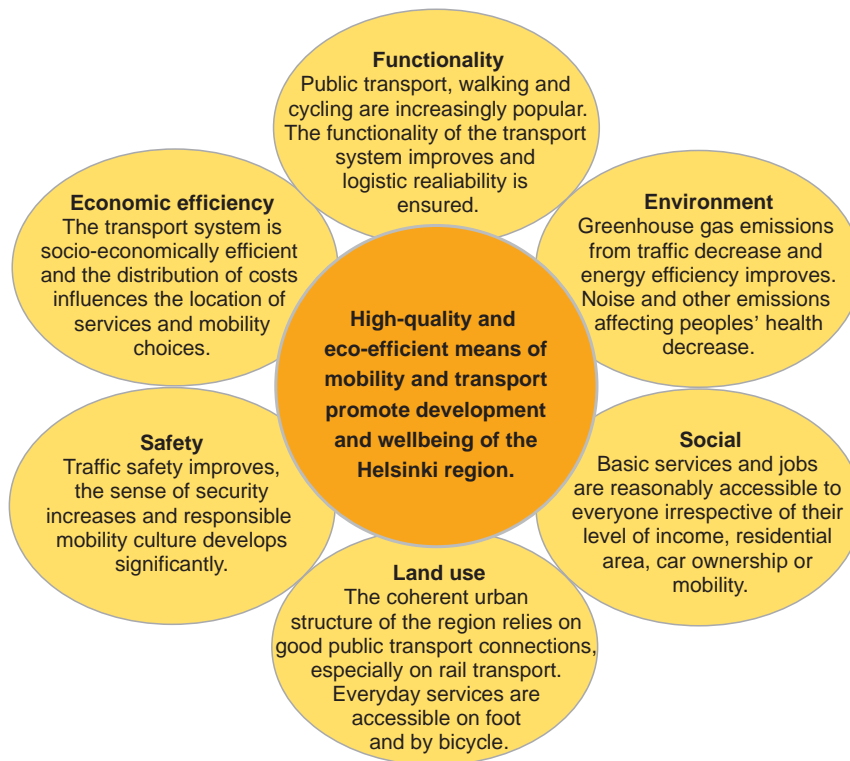 Functionality
Public transport, walking and
cycling are increasingly popular.
The functionality of the transport
system improves and
logistic realiability is
ensured.
Economic efficiency
The transport system is
socio-economically efficient
and the distribution of costs
influences the location of
services and mobility
choices.
Environment
Greenhouse gas emissions
from traffic decrease and
energy efficiency improves.
Noise and other emissions
affecting peoples’ health
decrease.
High-quality and
eco-efficient means of
mobility and transport
promote development
and wellbeing of the
Helsinki region.
Safety
Traffic safety improves,
the sense of security
increases and responsible
mobility culture develops
significantly.
Social
Basic services and jobs
are reasonably accessible to
everyone irrespective of their
level of income, residential
area, car ownership or
mobility.
Land use
The coherent urban
structure of the region relies on
good public transport connections,
especially on rail transport.
Everyday services are
accessible on foot
and by bicycle.